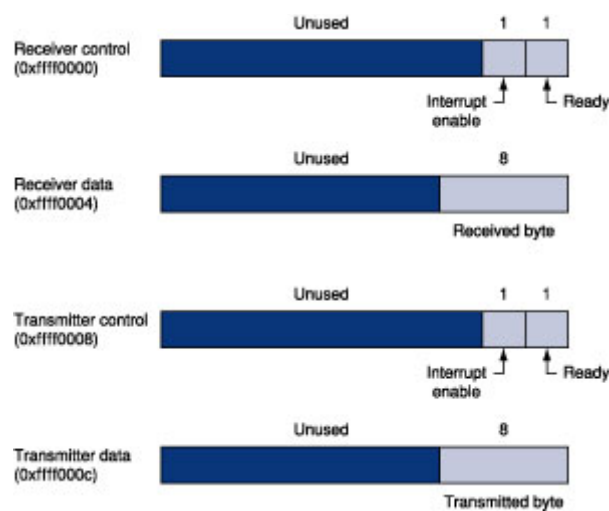 Unused 1 1
Receiver control
(0xffff0000)
Interrupt
enable
Ready
Unused 8
Receiver data
(0xffff0004)
Received byte
Unused 1 1
Transmitter control
(0xffff0008)
Interrupt
enable
Ready
Unused 8
Transmitter data
(0xffff000c)
Transmitted byte